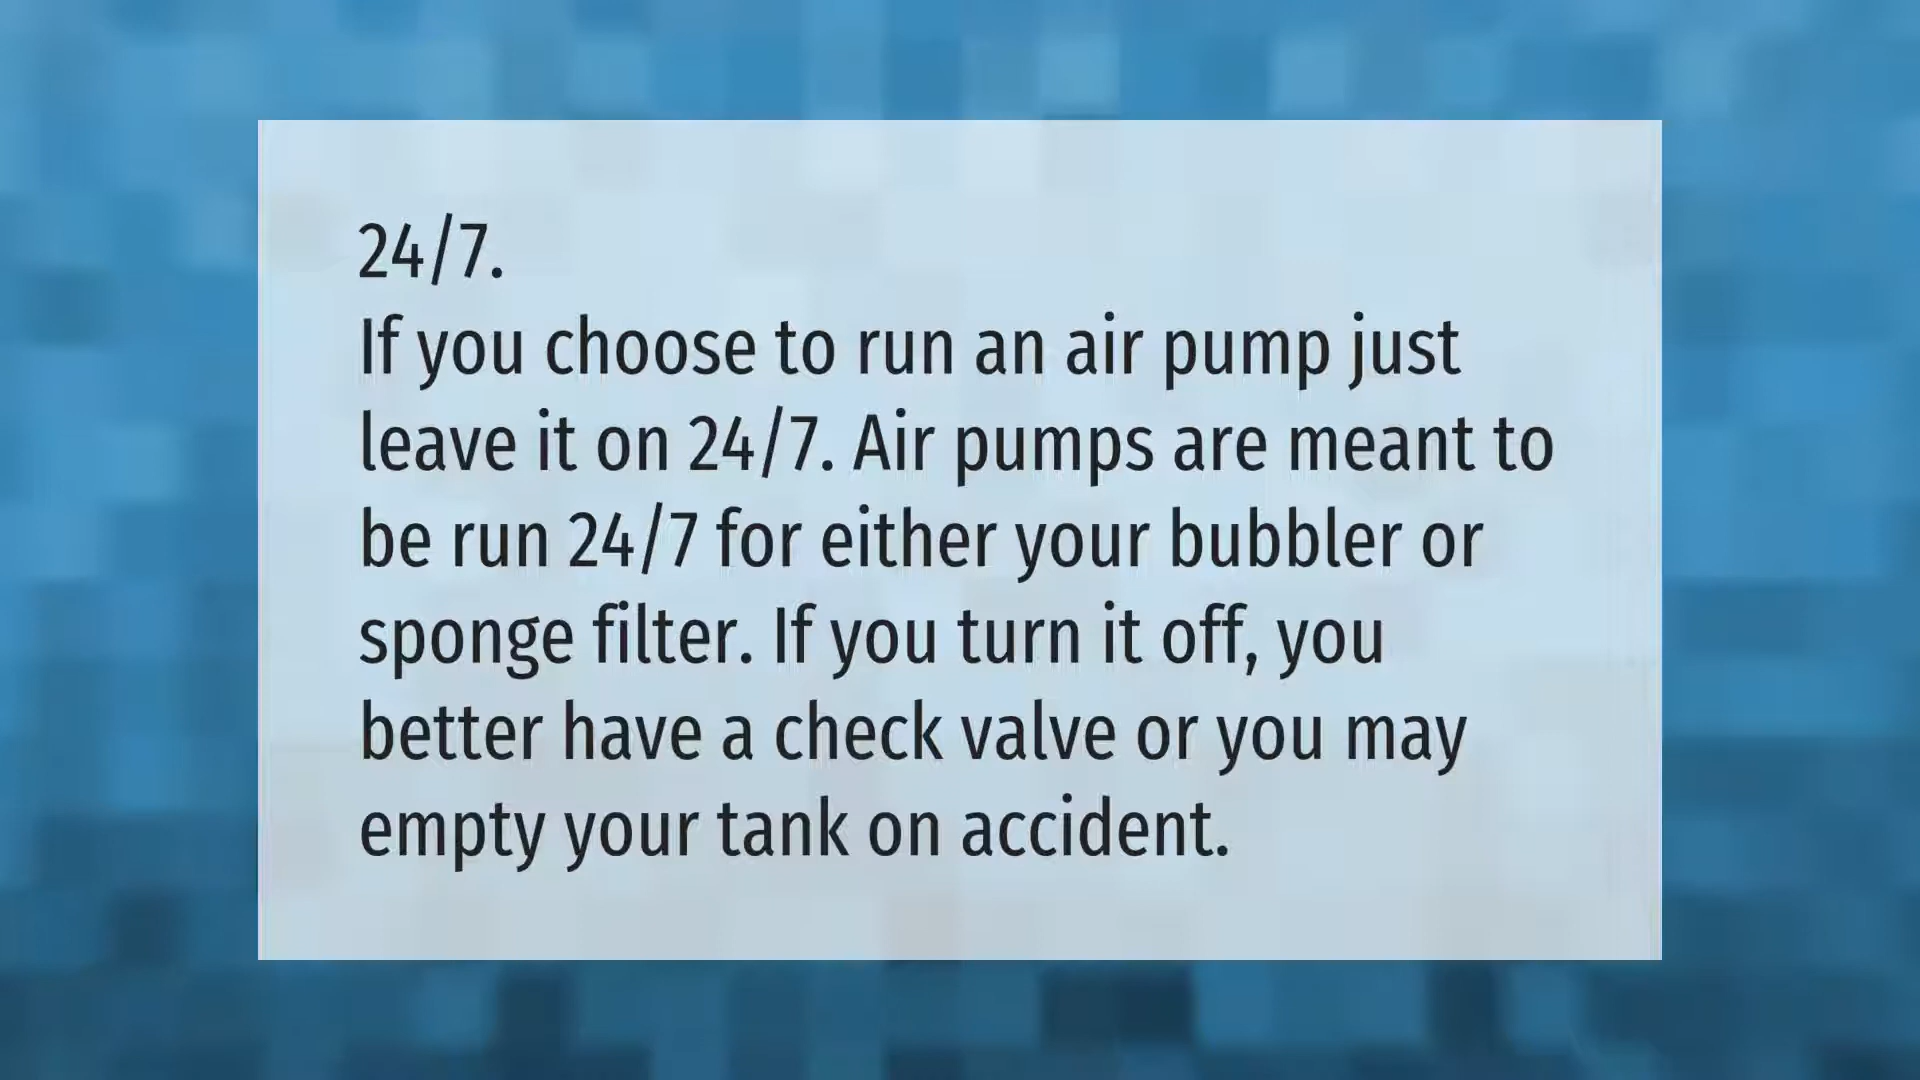 24/7.
If you choose to run an air pump just
leave it on 24/7. Air pumps are meant to
be run 24/7 for either your bubbler or
sponge filter. If you turn it off, you
better have a check valve or you may
empty your tank on accident.